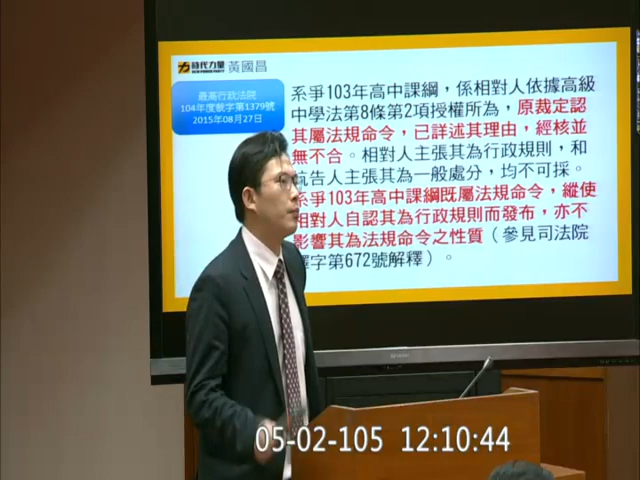 時代力量 黃國昌
NEW POWER PARTY
最高行政法院
104年度裁字第1379號
2015年08月27日
系爭103年高中課綱，係相對人依據高級
中學法第8條第2項授權所為，原裁定認
其屬法規命令，已詳述其理由，經核並
無不合。相對人主張其為行政規則，和
抗告人主張其為一般處分，均不可採。
系爭103年高中課綱既屬法規命令，縱使
相對人自認其為行政規則而發布，亦不
影響其為法規命令之性質（參見司法院
釋字第672號解釋）。
05-02-105 12:10:44